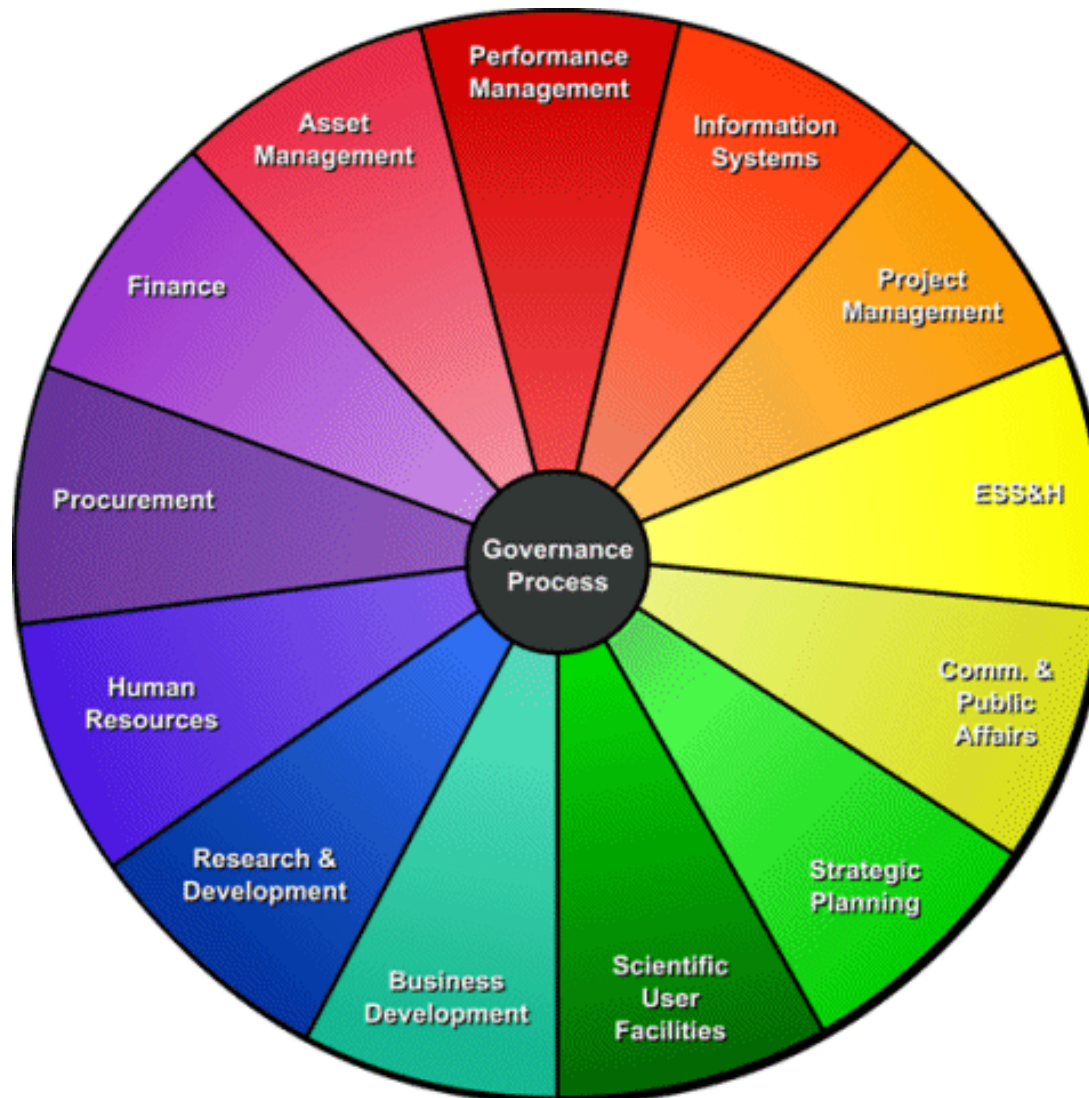 Performance
Management
Information
Systems
Project
Management
ESS&H
Comm. &
Public
Affairs
Strategic
Planning
Scientific
User
Facilities
Business
Development
Research &
Development
Human
Resources
Procurement
Finance
Asset
Management
Governance
Process